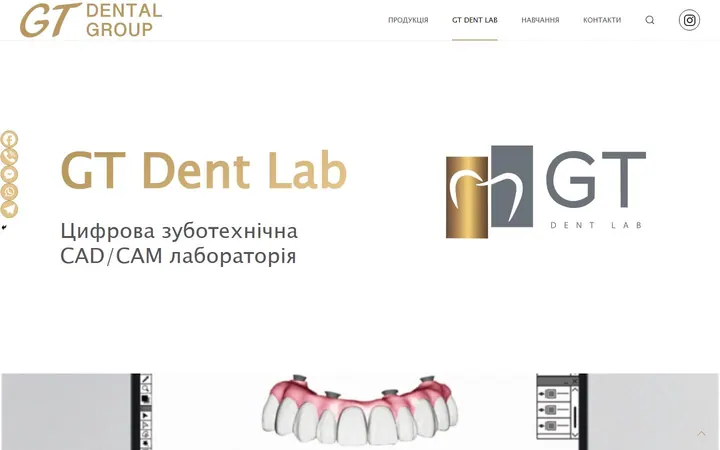 GT DENTAL
GROUP
ПРОДУКЦІЯ
GT DENT LAB
НАВЧАННЯ
КОНТАКТИ
GT Dent Lab
Цифрова зуботехнічна
CAD/CAM лабораторія
GT
DENT LAB